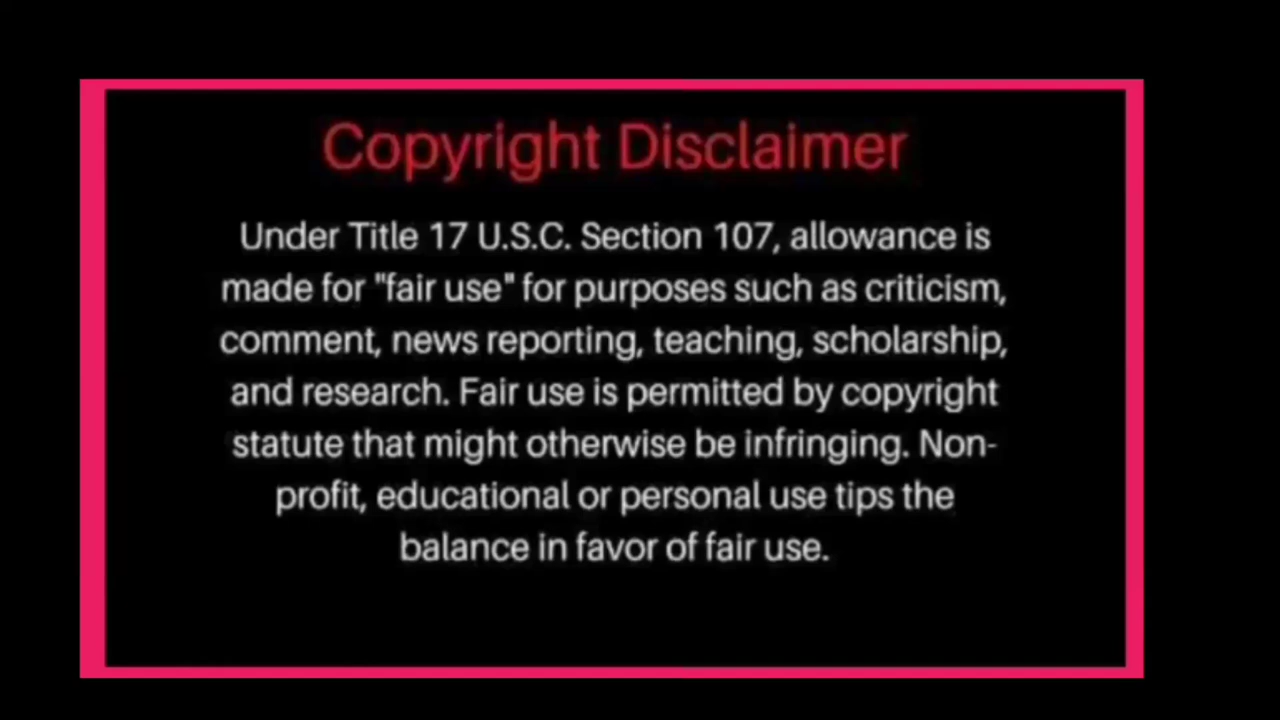 Copyright Disclaimer
Under Title 17 U.S.C. Section 107, allowance is
made for "fair use" for purposes such as criticism,
comment, news reporting, teaching, scholarship,
and research. Fair use is permitted by copyright
statute that might otherwise be infringing. Non-
profit, educational or personal use tips the
balance in favor of fair use.